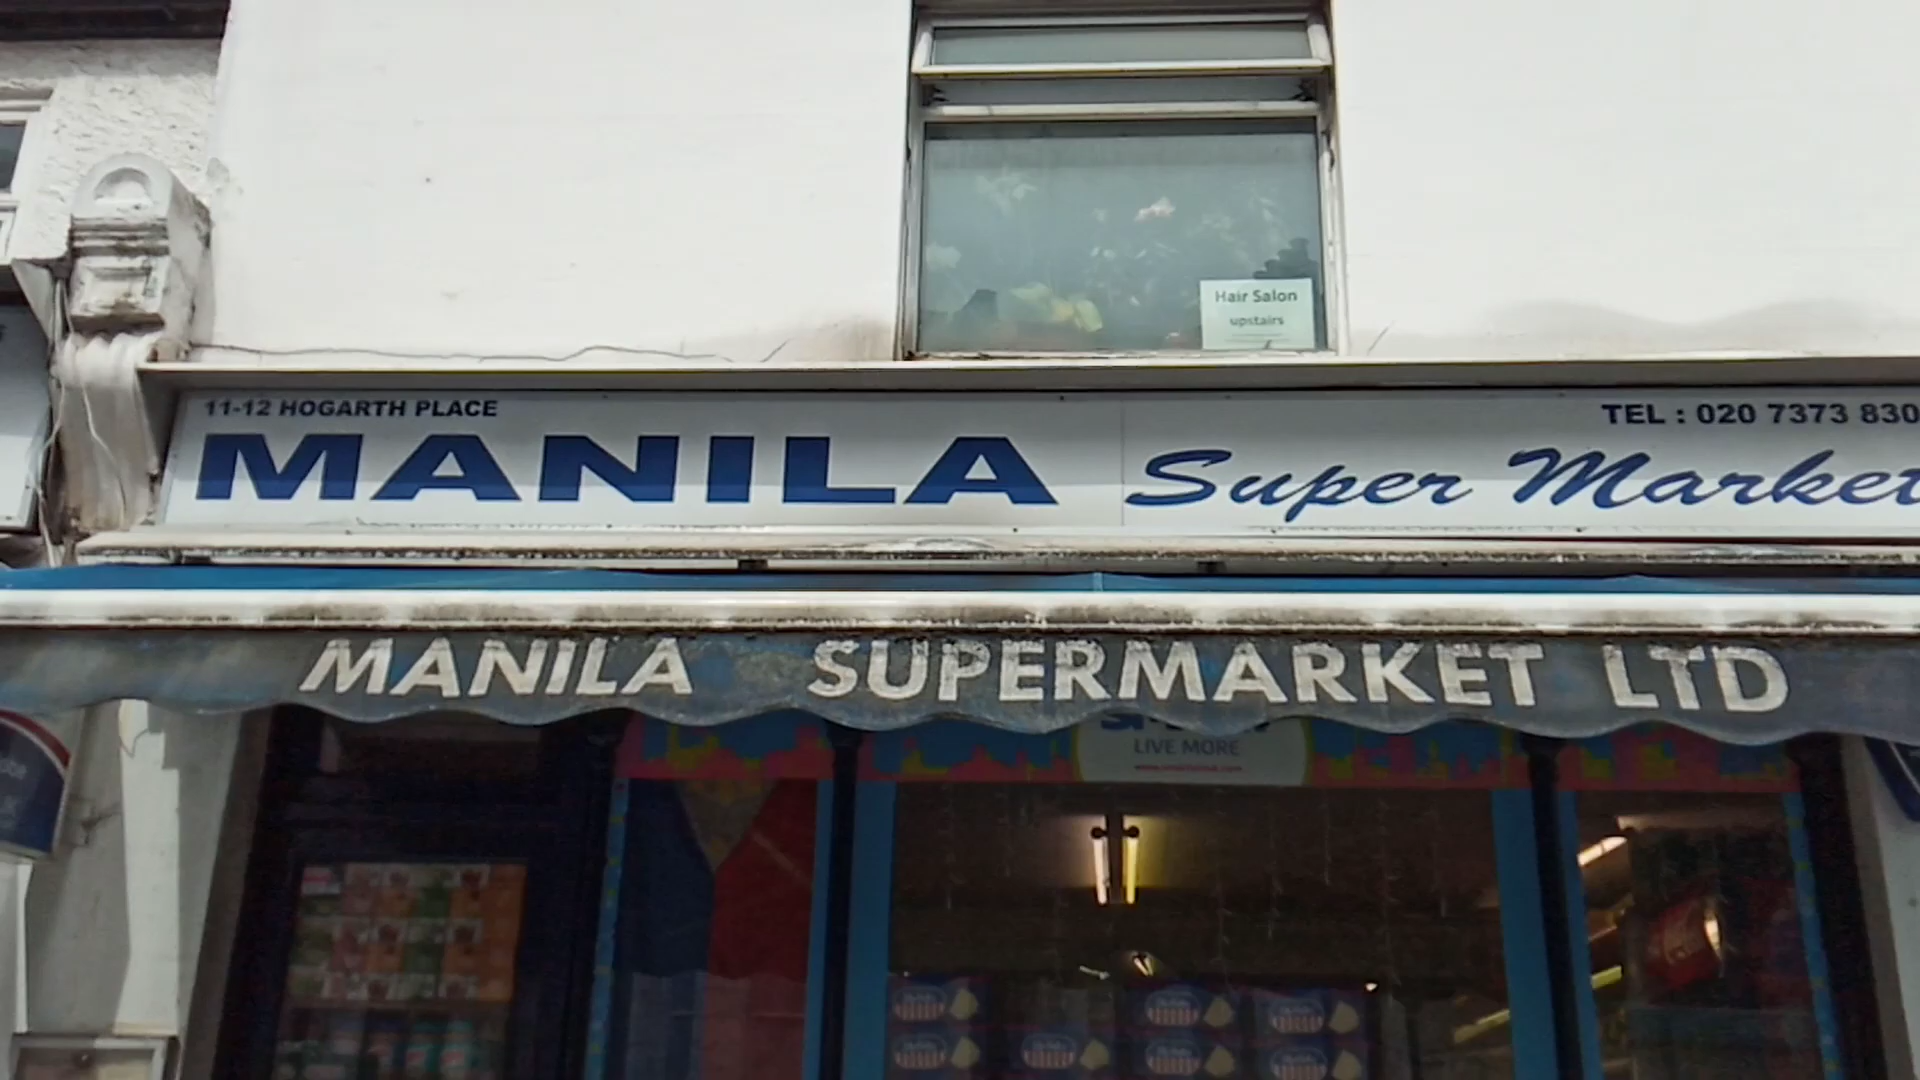 Hair Salon
upstairs
11-12 HOGARTH PLACE
TEL : 020 7373 830
MANILA Super Market
MANILA SUPERMARKET LTD
LIVE MORE